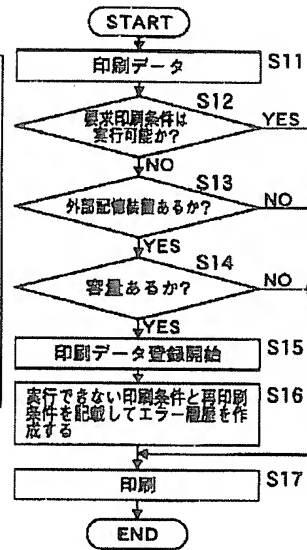 START
印刷データ S11
S12
要求印刷条件は YES
実行可能か?
NO
S13
外部記憶装置あるか? NO
YES
S14
容量あるか? NO
YES
印刷データ登録開始 S15
実行できない印刷条件と再印刷 S16
条件を記載してエラー履歴を作
成する
印刷 S17
END